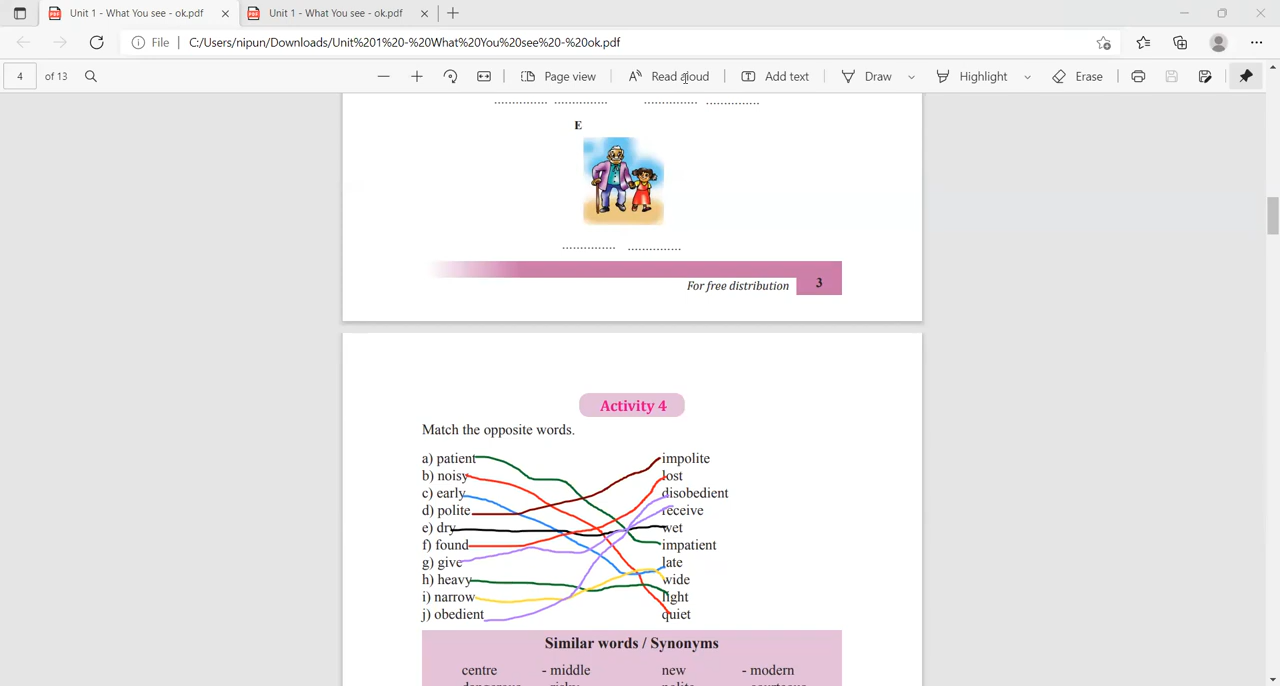 Unit 1 - What You see - ok.pdf
Unit 1 - What You see - ok.pdf
File | C:/Users/nipun/Downloads/Unit%201%20-%20What%20You%20see%20-%20ok.pdf
4 of 13 Page view Read aloud Add text Draw Highlight Erase
............... ............... ............... ...............
E
............... ...............
For free distribution 3
Activity 4
Match the opposite words.
a) patient impolite
b) noisy lost
c) early disobedient
d) polite receive
e) dry wet
f) found impatient
g) give late
h) heavy wide
i) narrow light
j) obedient quiet
Similar words / Synonyms
centre - middle new - modern